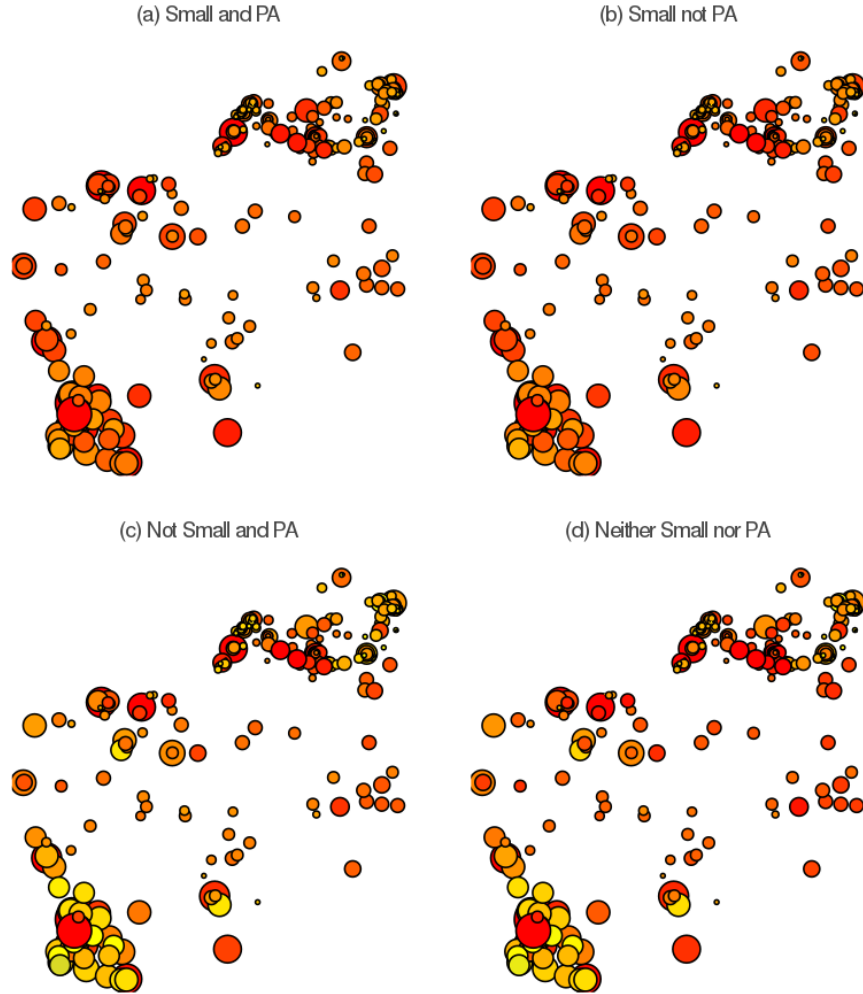 (a) Small and PA
(b) Small not PA
(c) Not Small and PA
(d) Neither Small nor PA